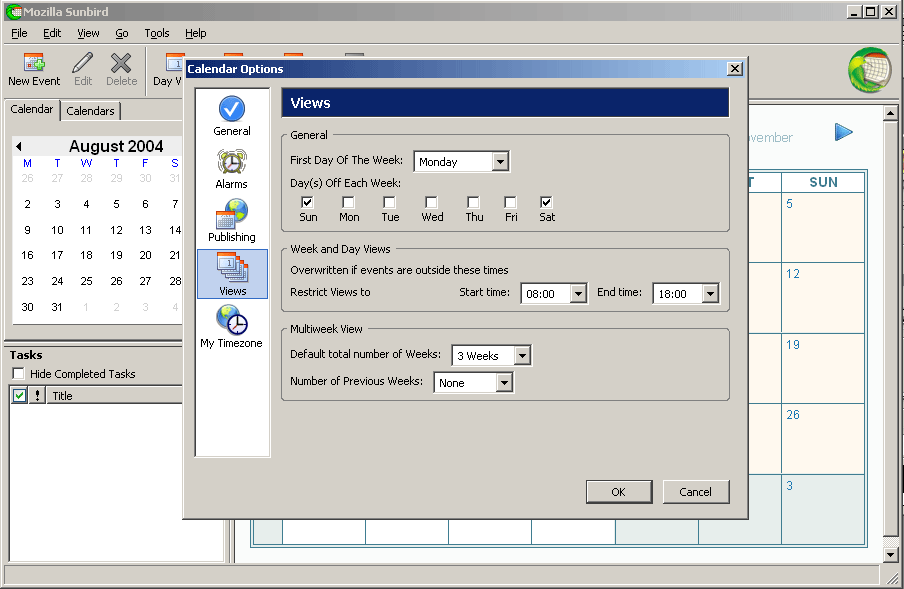 Mozilla Sunbird
File Edit View Go Tools Help
New Event Edit Delete Day
Calendar Calendars
August 2004
M T W T F S
26 27 28 29 30 31
2 3 4 5 6 7
9 10 11 12 13 14
16 17 18 19 20 21
23 24 25 26 27 28
30 31 1 2 3 4
Tasks
Hide Completed Tasks
! Title
Calendar Options
General
Alarms
Publishing
Views
My Timezone
Views
General
First Day Of The Week: Monday
Day(s) Off Each Week:
Sun Mon Tue Wed Thu Fri Sat
Week and Day Views
Overwritten if events are outside these times
Restrict Views to Start time: 08:00 End time: 18:00
Multiweek View
Default total number of Weeks: 3 Weeks
Number of Previous Weeks: None
OK Cancel
vember
T SUN
5
12
19
26
3